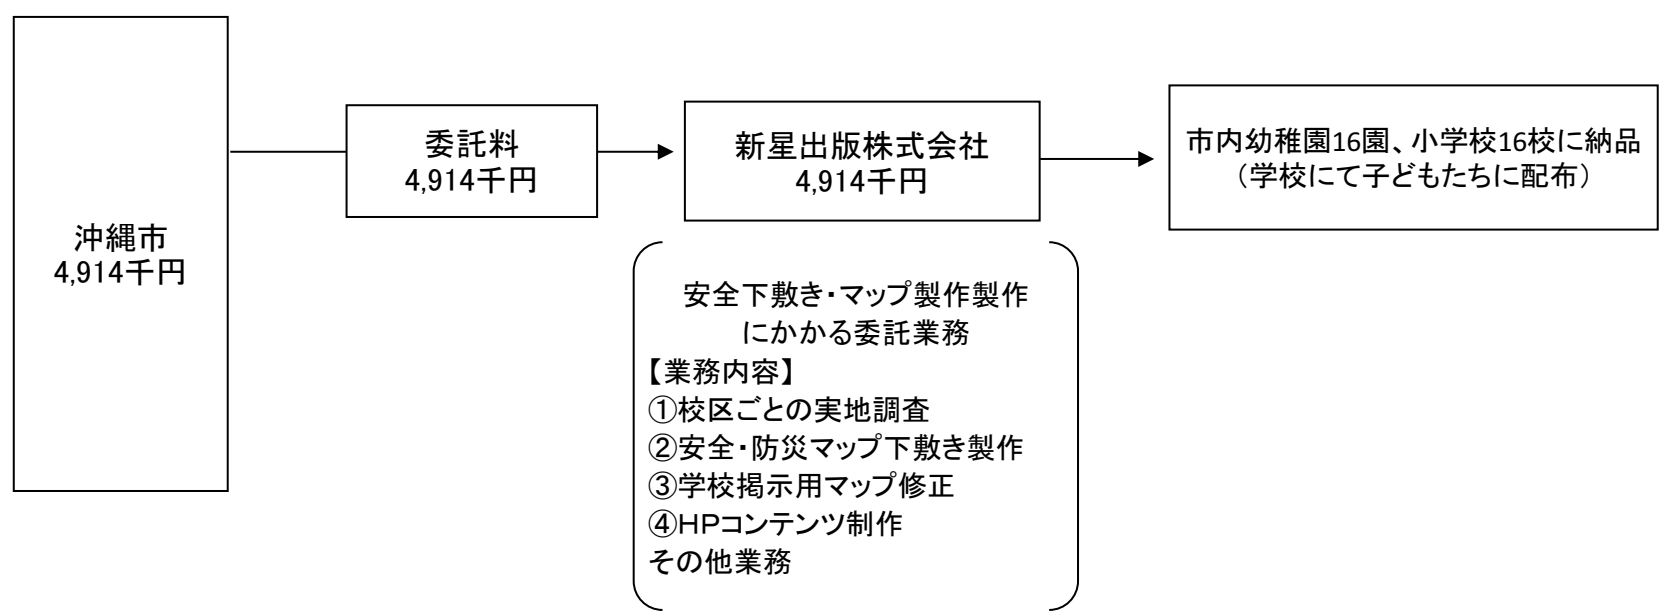 沖縄市
4,914千円
委託料
4,914千円
新星出版株式会社
4,914千円
市内幼稚園16園、小学校16校に納品
（学校にて子どもたちに配布）
安全下敷き・マップ製作製作
にかかる委託業務
【業務内容】
①校区ごとの実地調査
②安全・防災マップ下敷き製作
③学校掲示用マップ修正
④ＨＰコンテンツ制作
その他業務